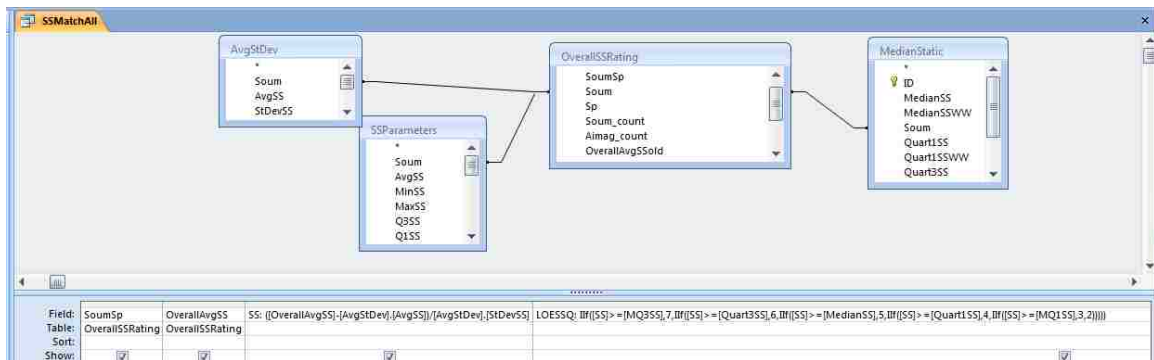 SSMatchAll
AvgStDev
*
Soum
AvgSS
StDevSS
SSParameters
*
Soum
AvgSS
MinSS
MaxSS
Q3SS
Q1SS
OverallSSRating
SoumSp
Soum
Sp
Soum_count
Aimag_count
OverallAvgSSold
MedianStatic
*
ID
MedianSS
MedianSSWW
Soum
Quart1SS
Quart1SSWW
Quart3SS
Field: SoumSp OverallAvgSS SS: ([OverallAvgSS]-[AvgStDev].[AvgSS])/[AvgStDev].[StDevSS] LOESSQ: IIf([SS]>=[MQ3SS],7,IIf([SS]>=[Quart3SS],6,IIf([SS]>=[MedianSS],5,IIf([SS]>=[Quart1SS],4,IIf([SS]>=[MQ1SS],3,2)))))
Table: OverallSSRating OverallSSRating
Sort:
Show: